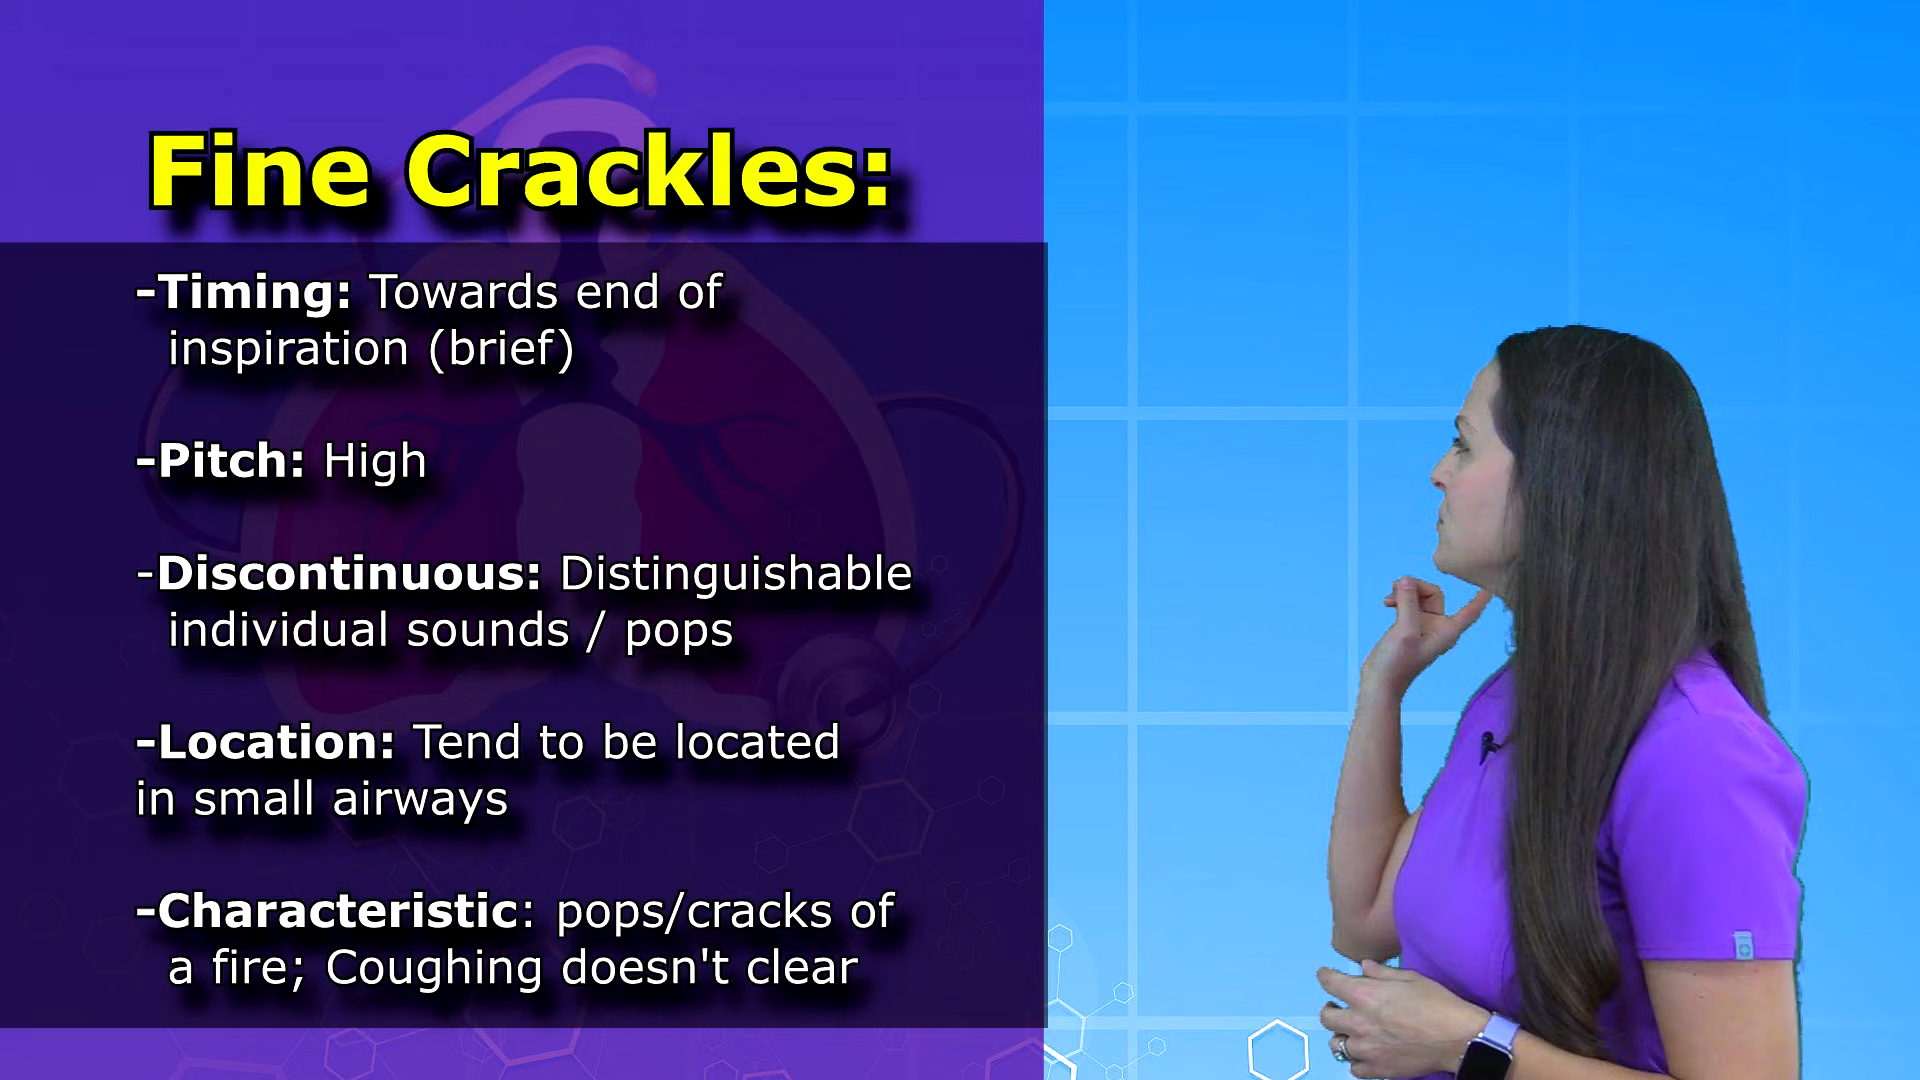 Fine Crackles:
-Timing: Towards end of
inspiration (brief)
-Pitch: High
-Discontinuous: Distinguishable
individual sounds / pops
-Location: Tend to be located
in small airways
-Characteristic: pops/cracks of
a fire; Coughing doesn't clear